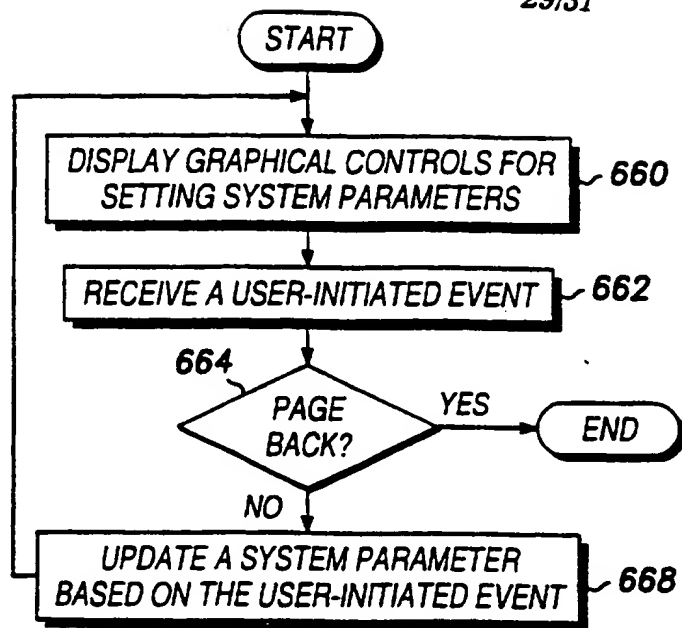 29/31
START
DISPLAY GRAPHICAL CONTROLS FOR
SETTING SYSTEM PARAMETERS
660
RECEIVE A USER-INITIATED EVENT
662
664
PAGE
BACK?
YES
END
NO
UPDATE A SYSTEM PARAMETER
BASED ON THE USER-INITIATED EVENT
668